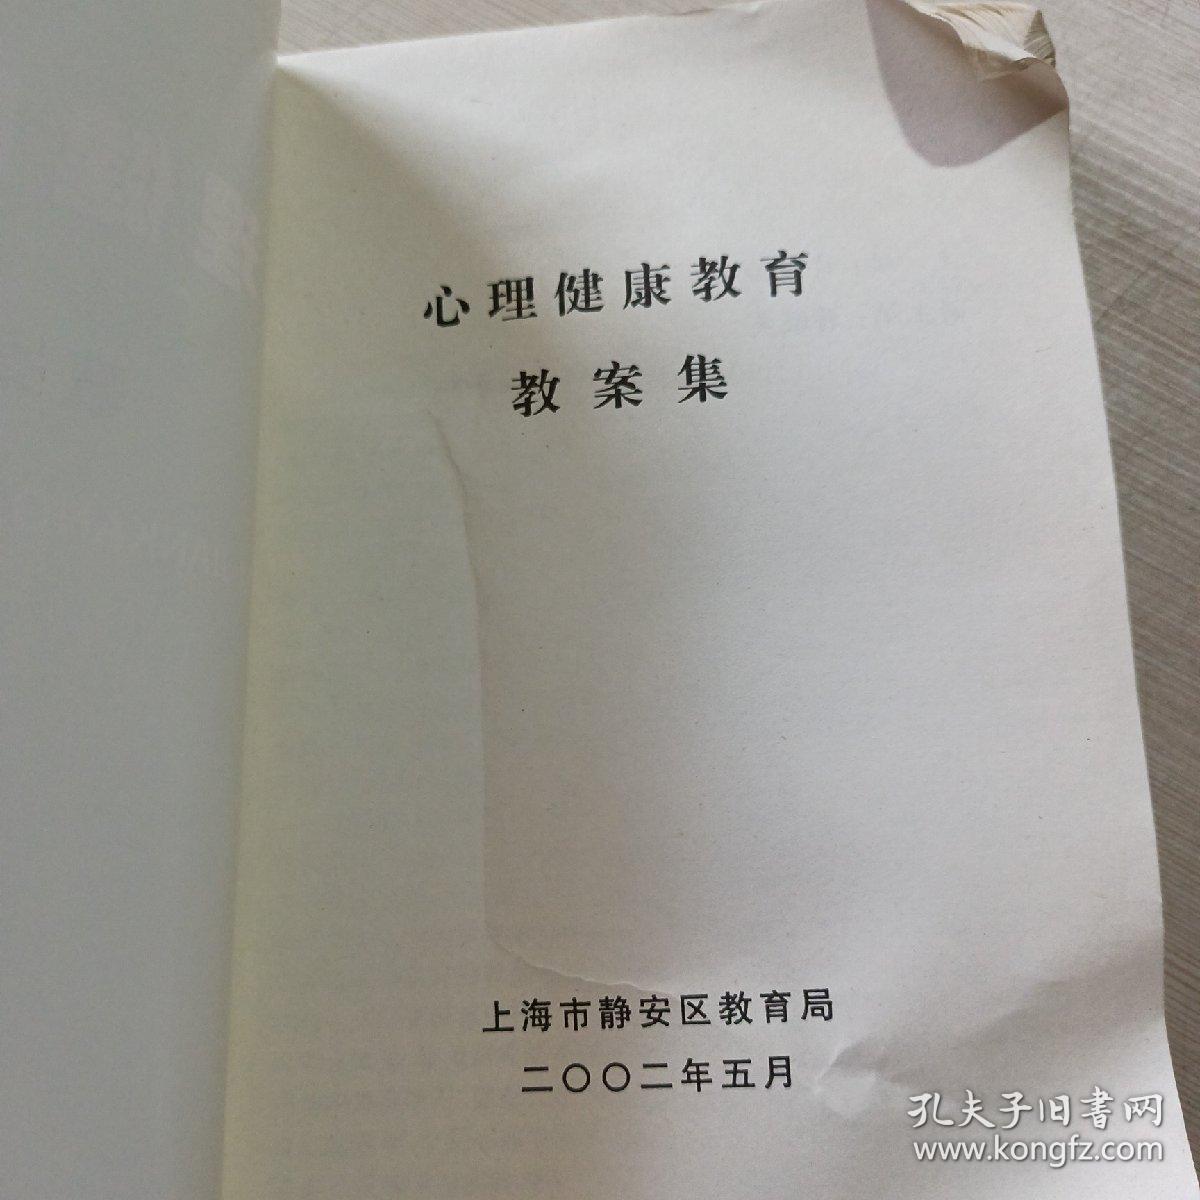 心理健康教育
教案集
上海市静安区教育局
二〇〇二年五月
孔夫子旧书网
www.kongfz.com